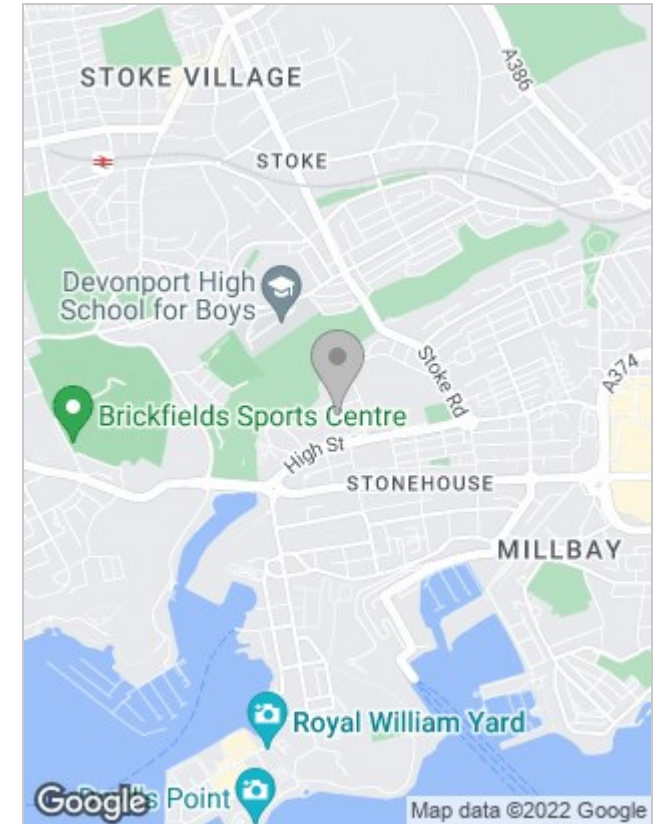 STOKE VILLAGE
A386
STOKE
Devonport High
School for Boys
Stoke Rd
A374
Brickfields Sports Centre
High St
STONEHOUSE
MILLBAY
Royal William Yard
Point
Google
Map data ©2022 Google